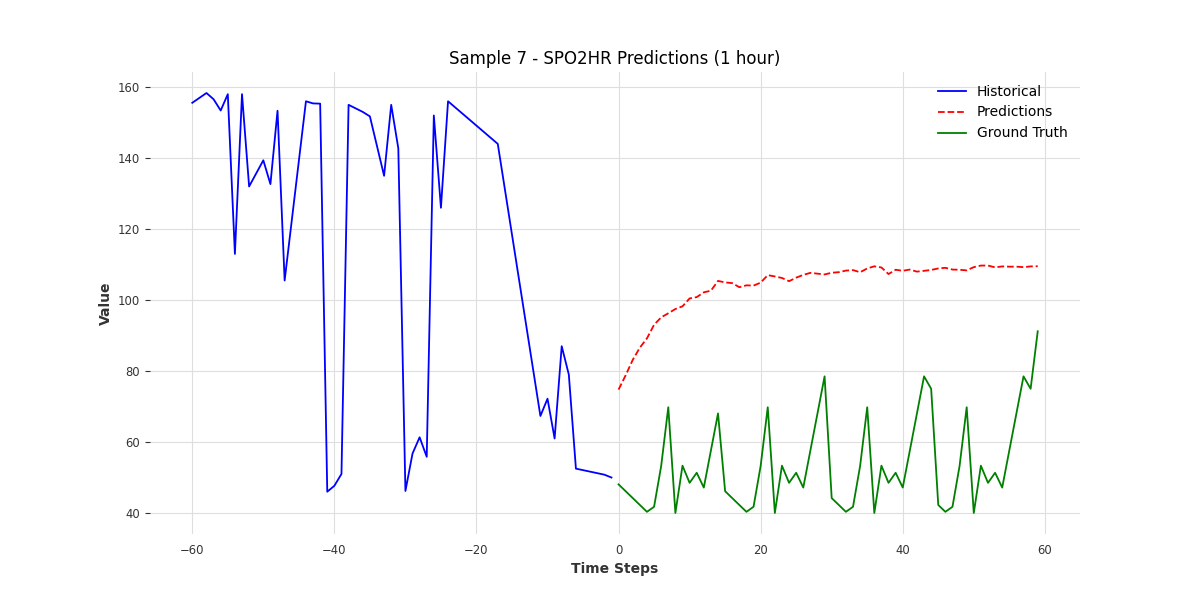 Sample 7 - SPO2HR Predictions (1 hour)
Historical
Predictions
Ground Truth
Value
160
140
120
100
80
60
40
−60
−40
−20
0
20
40
60
Time Steps